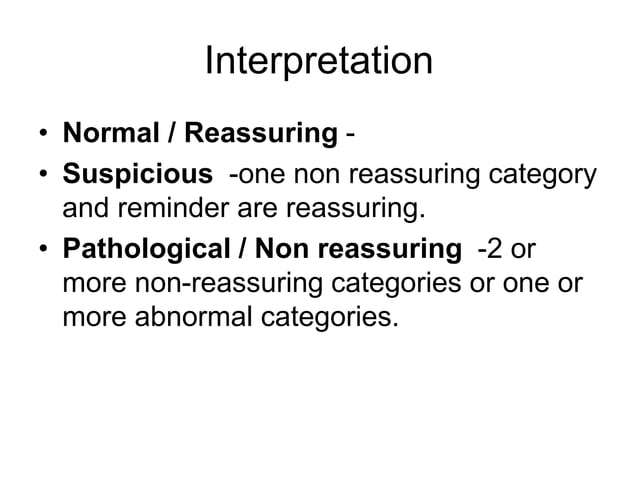 Interpretation
• Normal / Reassuring -
• Suspicious  -one non reassuring category
and reminder are reassuring.
• Pathological / Non reassuring  -2 or
more non-reassuring categories or one or
more abnormal categories.